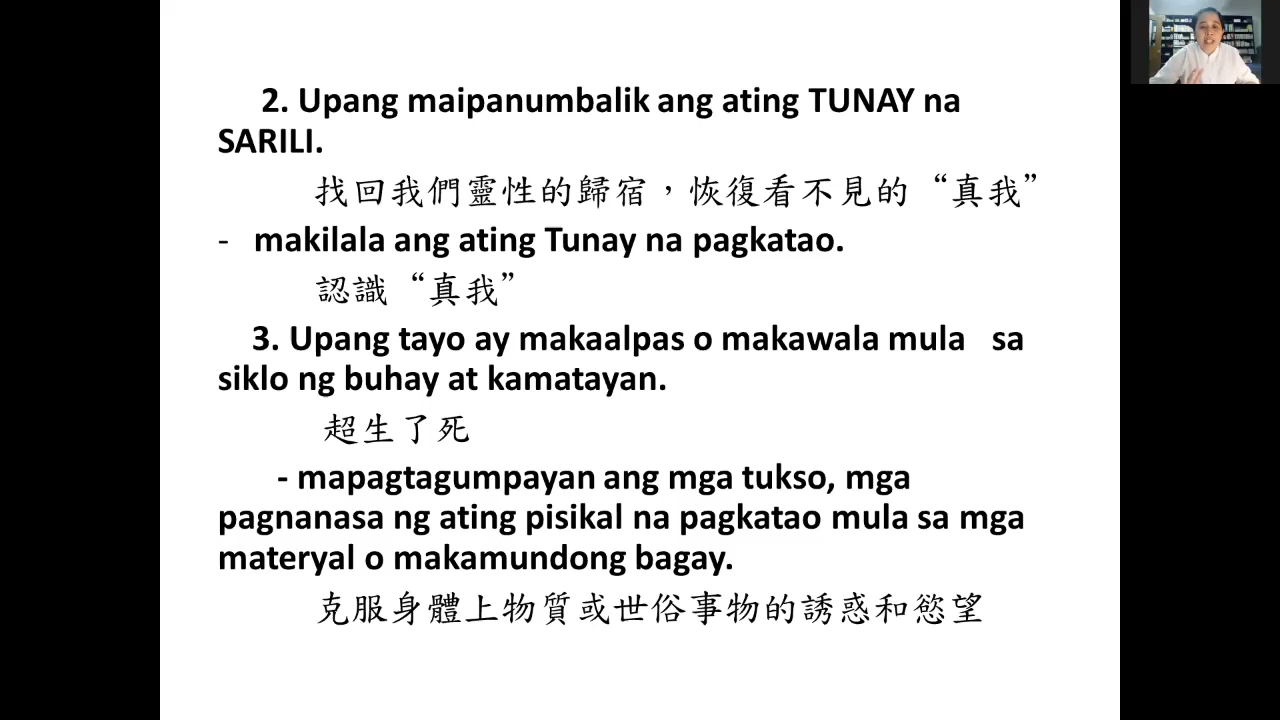 2. Upang maipanumbalik ang ating TUNAY na
SARILI.
找回我們靈性的歸宿，恢復看不見的“真我”
- makilala ang ating Tunay na pagkatao.
認識“真我”
3. Upang tayo ay makaalpas o makawala mula sa
siklo ng buhay at kamatayan.
超生了死
- mapagtagumpayan ang mga tukso, mga
pagnanasa ng ating pisikal na pagkatao mula sa mga
materyal o makamundong bagay.
克服身體上物質或世俗事物的誘惑和慾望